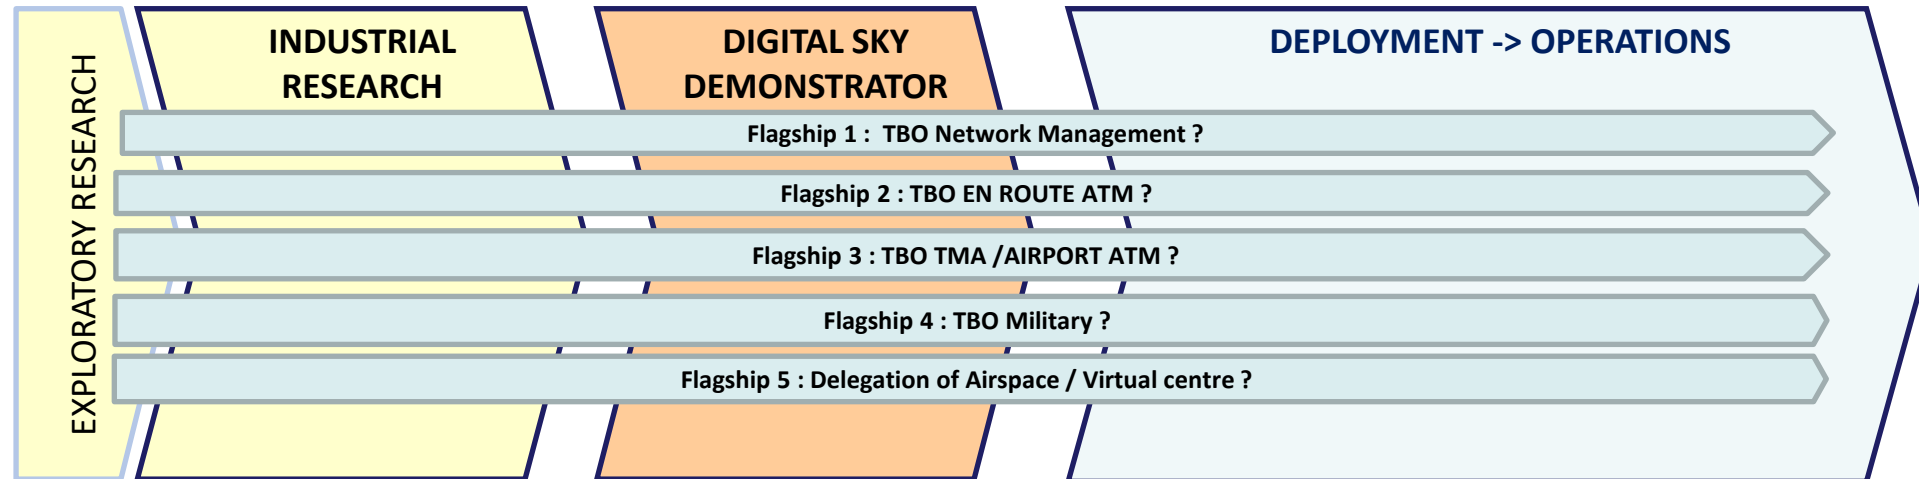 EXPLORATORY RESEARCH
INDUSTRIAL
RESEARCH
DIGITAL SKY
DEMONSTRATOR
DEPLOYMENT -> OPERATIONS
Flagship 1 :  TBO Network Management ?
Flagship 2 : TBO EN ROUTE ATM ?
Flagship 3 : TBO TMA /AIRPORT ATM ?
Flagship 4 : TBO Military ?
Flagship 5 : Delegation of Airspace / Virtual centre ?